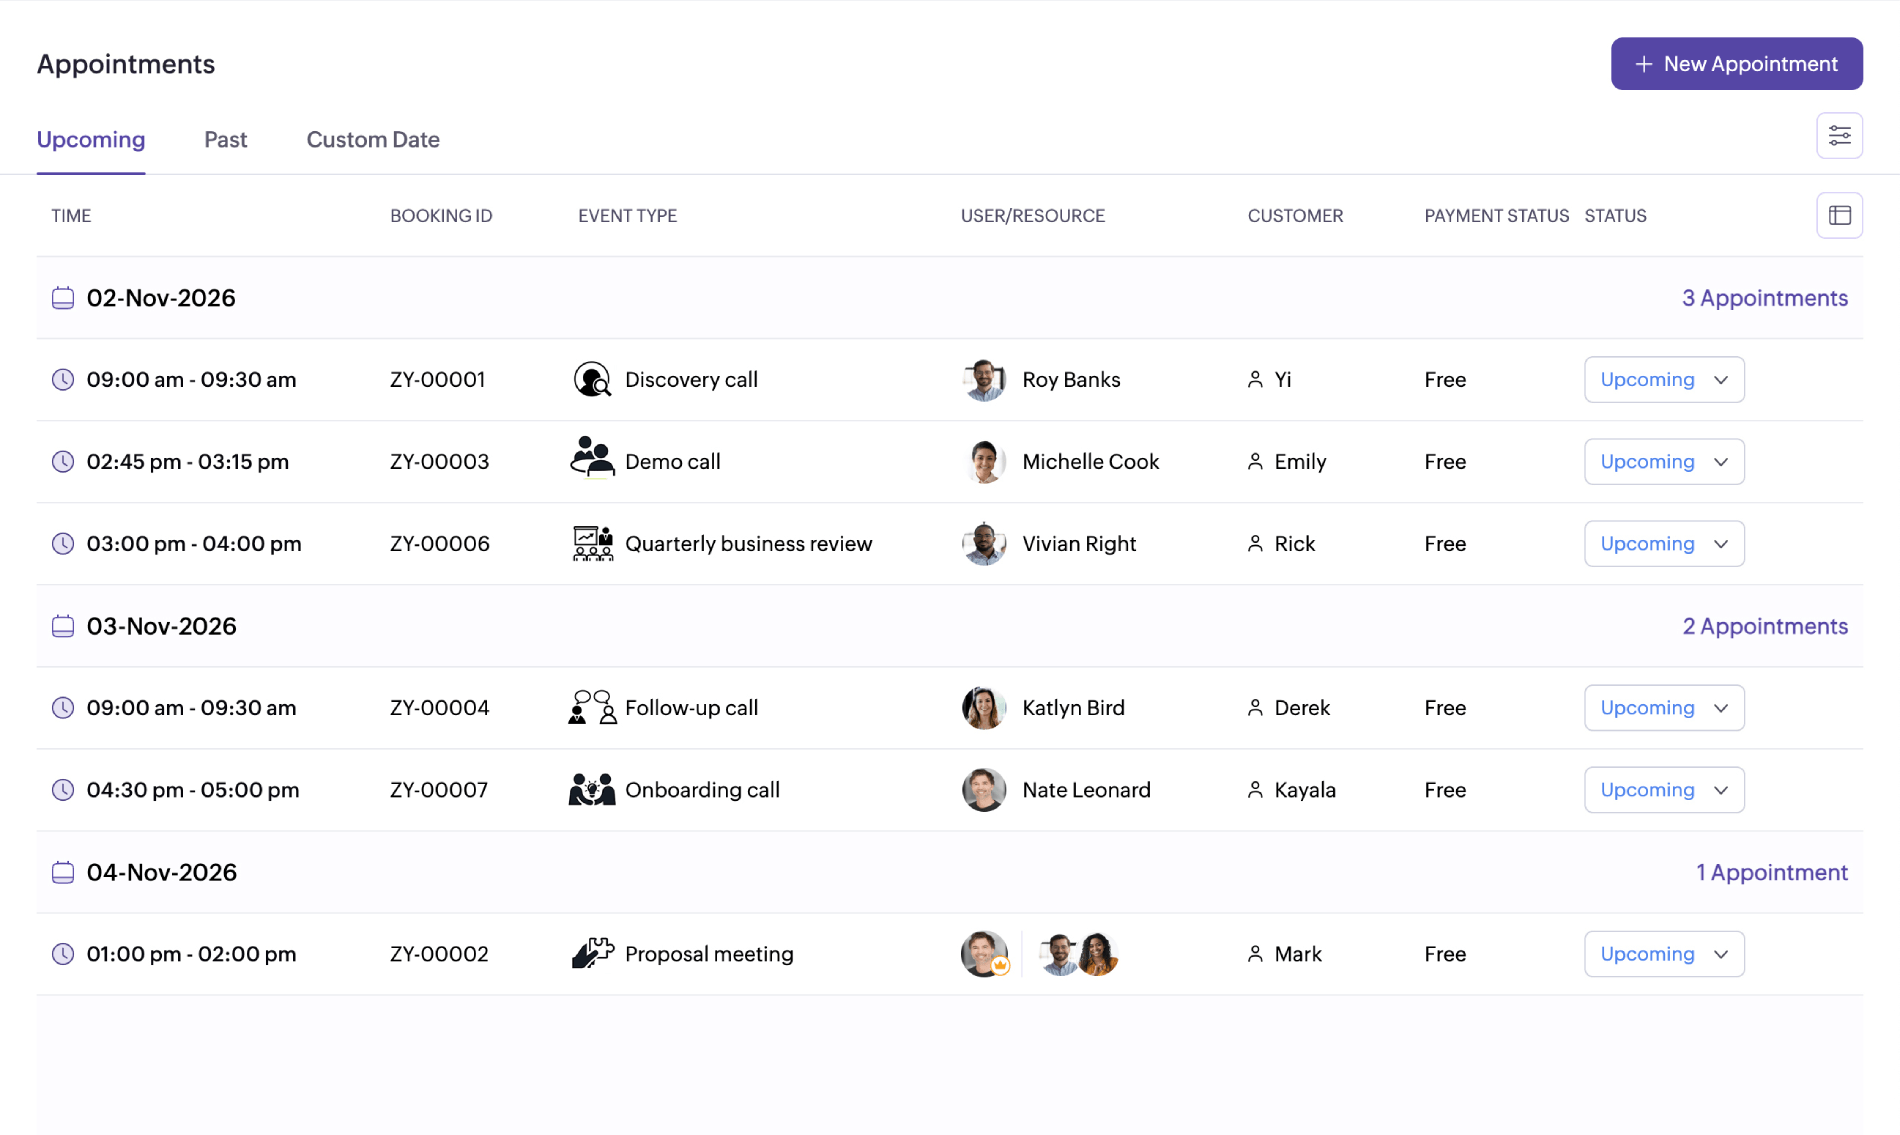 Appointments
+ New Appointment
Upcoming Past Custom Date
TIME BOOKING ID EVENT TYPE USER/RESOURCE CUSTOMER PAYMENT STATUS STATUS
02-Nov-2026 3 Appointments
09:00 am - 09:30 am ZY-00001 Discovery call Roy Banks Yi Free Upcoming
02:45 pm - 03:15 pm ZY-00003 Demo call Michelle Cook Emily Free Upcoming
03:00 pm - 04:00 pm ZY-00006 Quarterly business review Vivian Right Rick Free Upcoming
03-Nov-2026 2 Appointments
09:00 am - 09:30 am ZY-00004 Follow-up call Katlyn Bird Derek Free Upcoming
04:30 pm - 05:00 pm ZY-00007 Onboarding call Nate Leonard Kayala Free Upcoming
04-Nov-2026 1 Appointment
01:00 pm - 02:00 pm ZY-00002 Proposal meeting Mark Free Upcoming